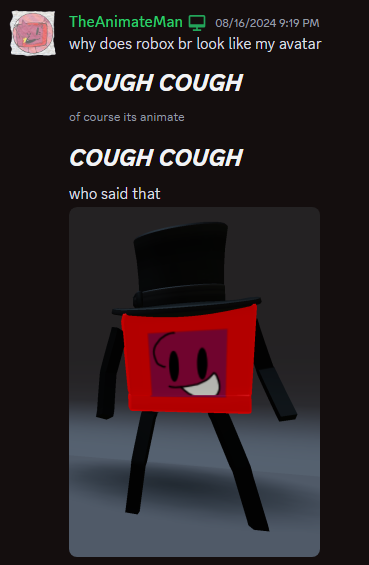 TheAnimateMan 08/16/2024 9:19 PM
why does robox br look like my avatar
COUGH COUGH
of course its animate
COUGH COUGH
who said that